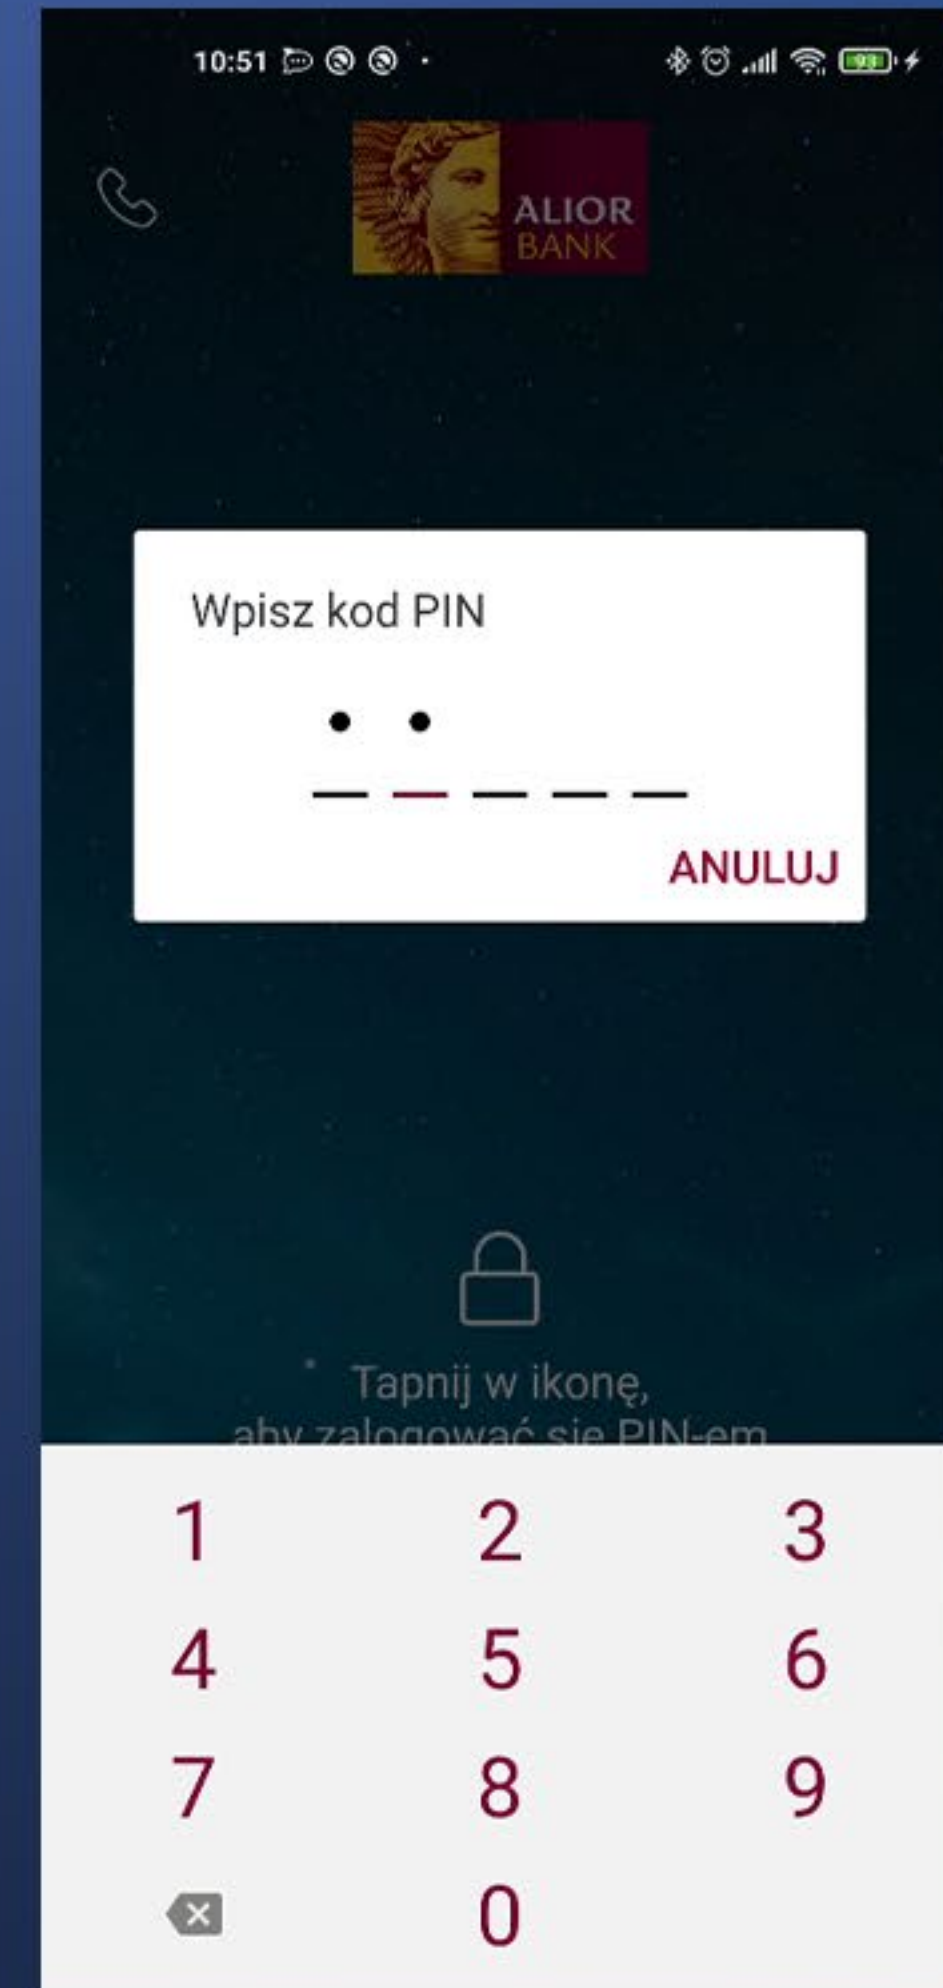 10:51
93
ALIOR
BANK
Wpisz kod PIN
ANULUJ
Tapnij w ikonę,
aby zalogować się PIN-em
1 2 3
4 5 6
7 8 9
0